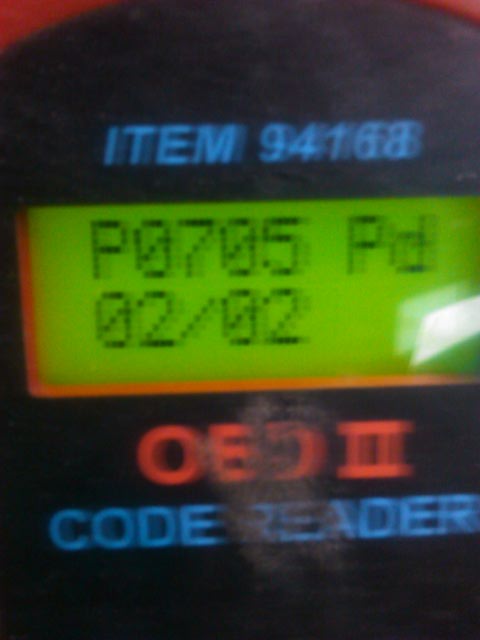 ITEM 94168
P0705 Pd
02/02
OBD II
CODE READER